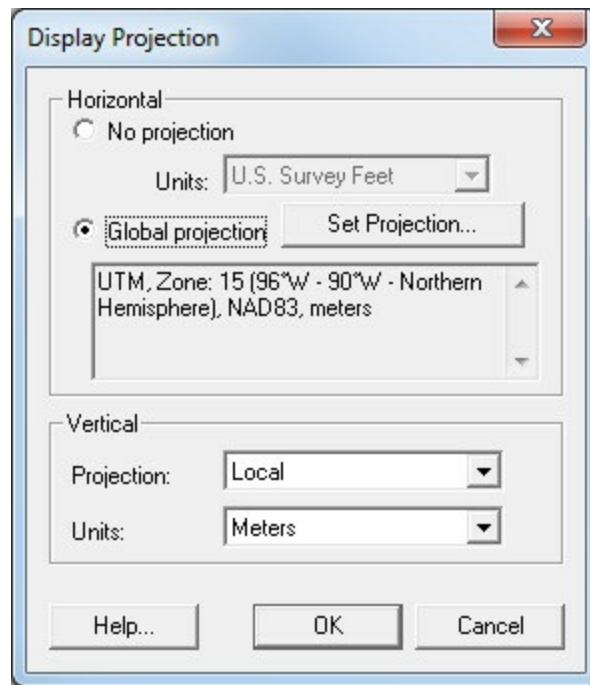 Display Projection
Horizontal
No projection
Units: U.S. Survey Feet
Global projection Set Projection...
UTM, Zone: 15 (96°W - 90°W - Northern
Hemisphere), NAD83, meters
Vertical
Projection: Local
Units: Meters
Help... OK Cancel